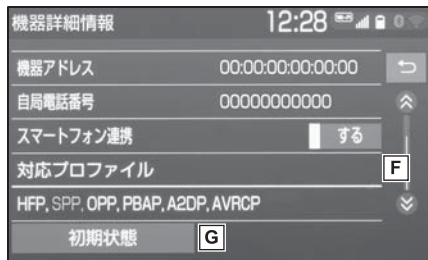 機器詳細情報 12:28 0
機器アドレス 00:00:00:00:00:00
自局電話番号 00000000000
スマートフォン連携 する
対応プロファイル F
HFP, SPP, OPP, PBAP, A2DP, AVRCP
初期状態 G